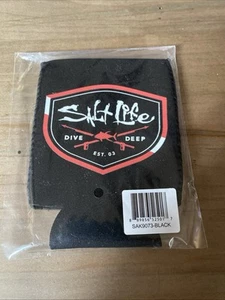 Salt Life
DIVE DEEP
EST. 03
SAK9073-BLACK